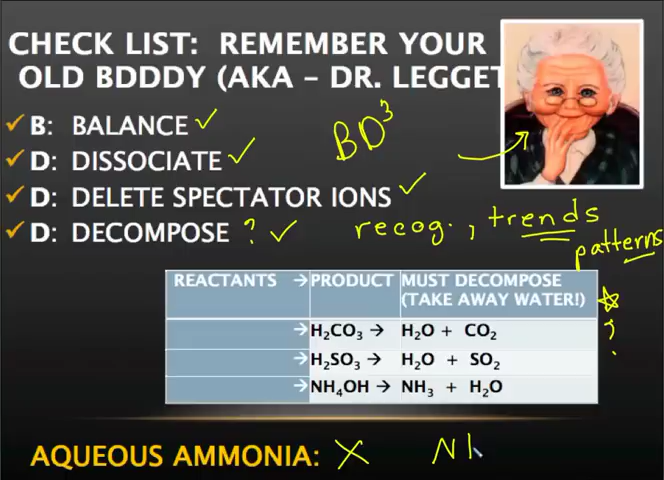 CHECK LIST: REMEMBER YOUR
OLD BDDDY (AKA – DR. LEGGET
✓ B: BALANCE ✓
✓ D: DISSOCIATE ✓
BD³
✓ D: DELETE SPECTATOR IONS ✓
✓ D: DECOMPOSE ? ✓ recog., trends
patterns
REACTANTS → PRODUCT MUST DECOMPOSE
(TAKE AWAY WATER!) ☆
→ H₂CO₃ → H₂O + CO₂ ?
→ H₂SO₃ → H₂O + SO₂
→ NH₄OH → NH₃ + H₂O
AQUEOUS AMMONIA: X